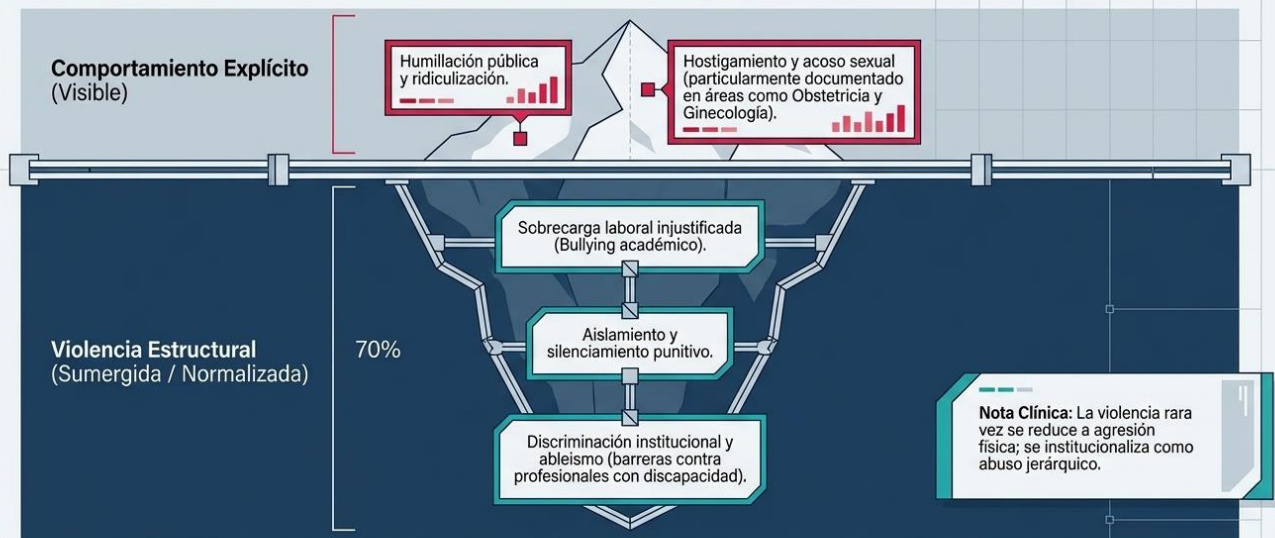 Comportamiento Explícito
(Visible)
Humillación pública
y ridiculización.
Hostigamiento y acoso sexual
(particularmente documentado
en áreas como Obstetricia y
Ginecología).
Violencia Estructural
(Sumergida / Normalizada)
70%
Sobrecarga laboral injustificada
(Bullying académico).
Aislamiento y
silenciamiento punitivo.
Discriminación institucional y
ableismo (barreras contra
profesionales con discapacidad).
Nota Clínica: La violencia rara
vez se reduce a agresión
física; se institucionaliza como
abuso jerárquico.